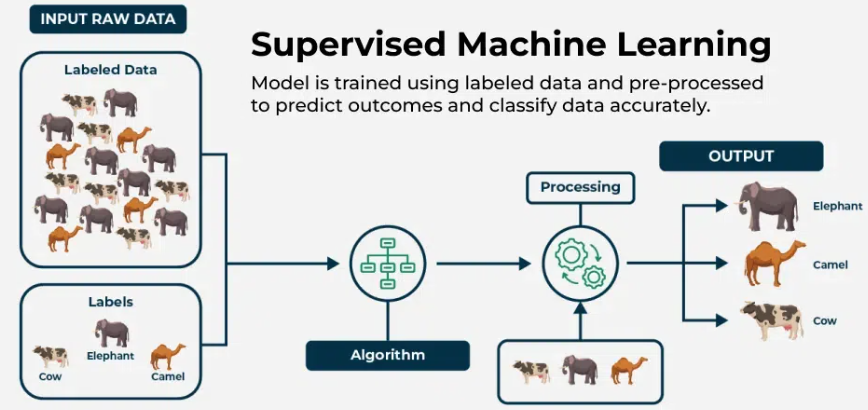 INPUT RAW DATA
Labeled Data
Supervised Machine Learning
Model is trained using labeled data and pre-processed
to predict outcomes and classify data accurately.
Labels
Elephant
Cow
Camel
Algorithm
Processing
OUTPUT
Elephant
Camel
Cow